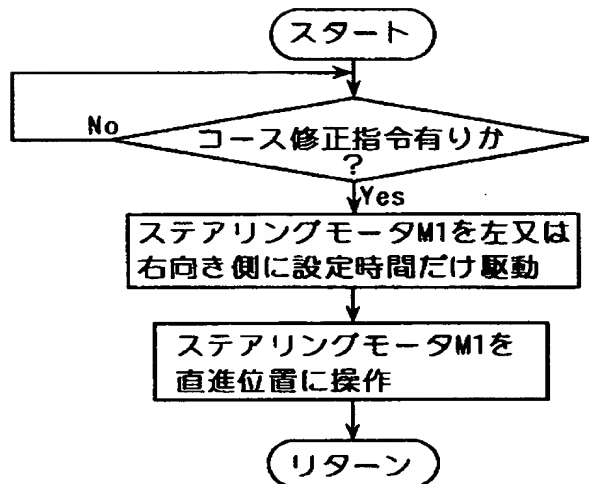 スタート
No
コース修正指令有りか
?
Yes
ステアリングモータM1を左又は
右向き側に設定時間だけ駆動
ステアリングモータM1を
直進位置に操作
リターン